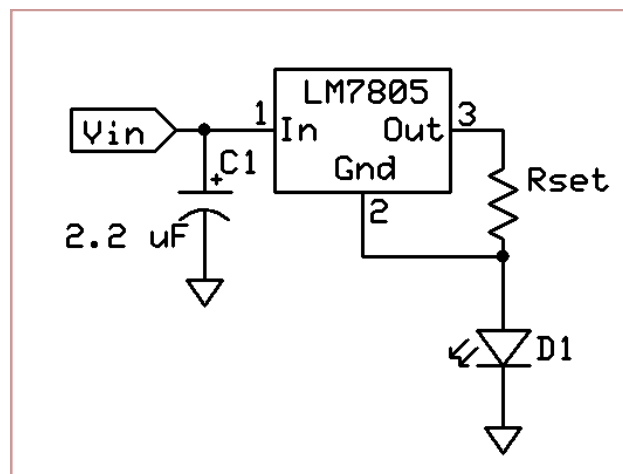 LM7805
1
3
Vin
In
Out
C1
+
Gnd
Rset
2
2.2 uF
D1